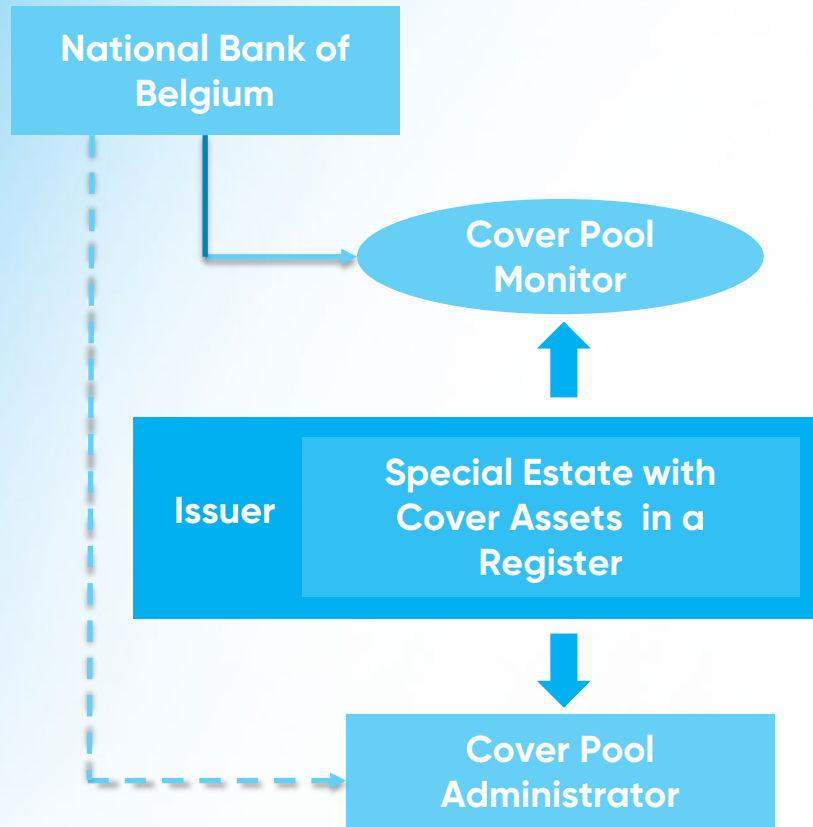 National Bank of
Belgium
Cover Pool
Monitor
Issuer
Special Estate with
Cover Assets in a
Register
Cover Pool
Administrator